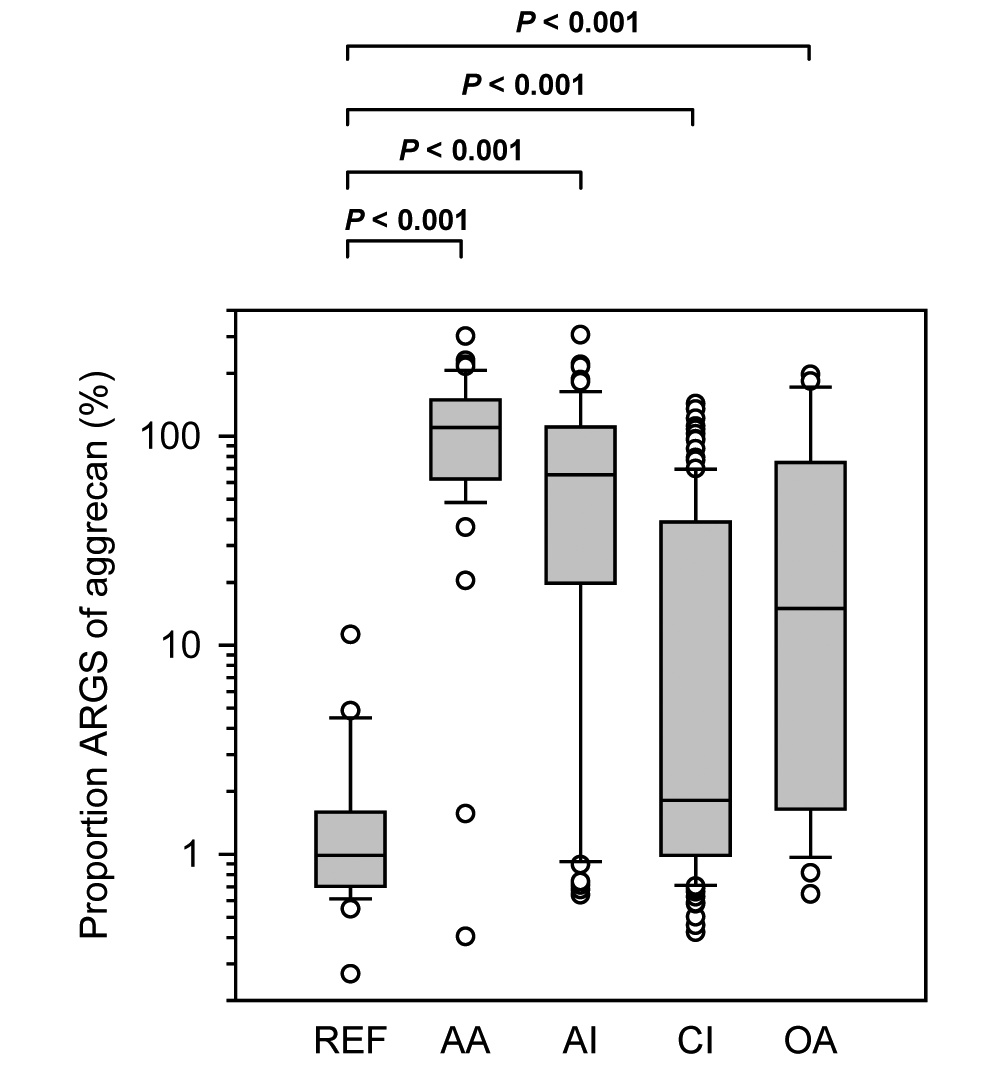 P < 0.001
P < 0.001
P < 0.001
P < 0.001
Proportion ARGS of aggrecan (%)
100
10
1
REF AA AI CI OA